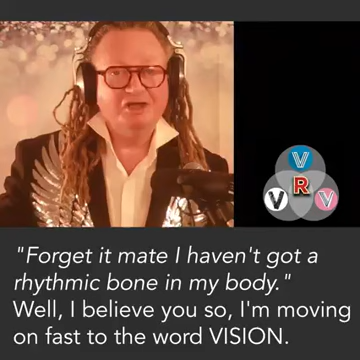 V
V R V
"Forget it mate I haven't got a
rhythmic bone in my body."
Well, I believe you so, I'm moving
on fast to the word VISION.